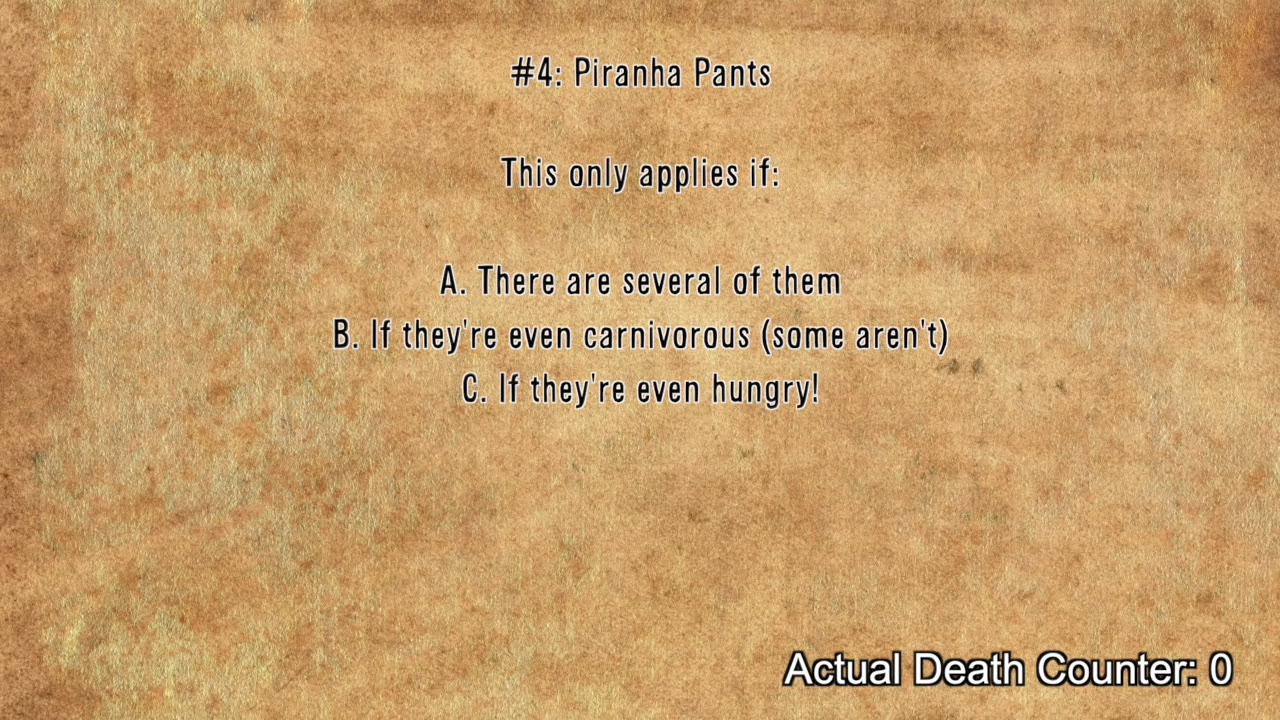 #4: Piranha Pants
This only applies if:
A. There are several of them
B. If they're even carnivorous (some aren't)
C. If they're even hungry!
Actual Death Counter: 0